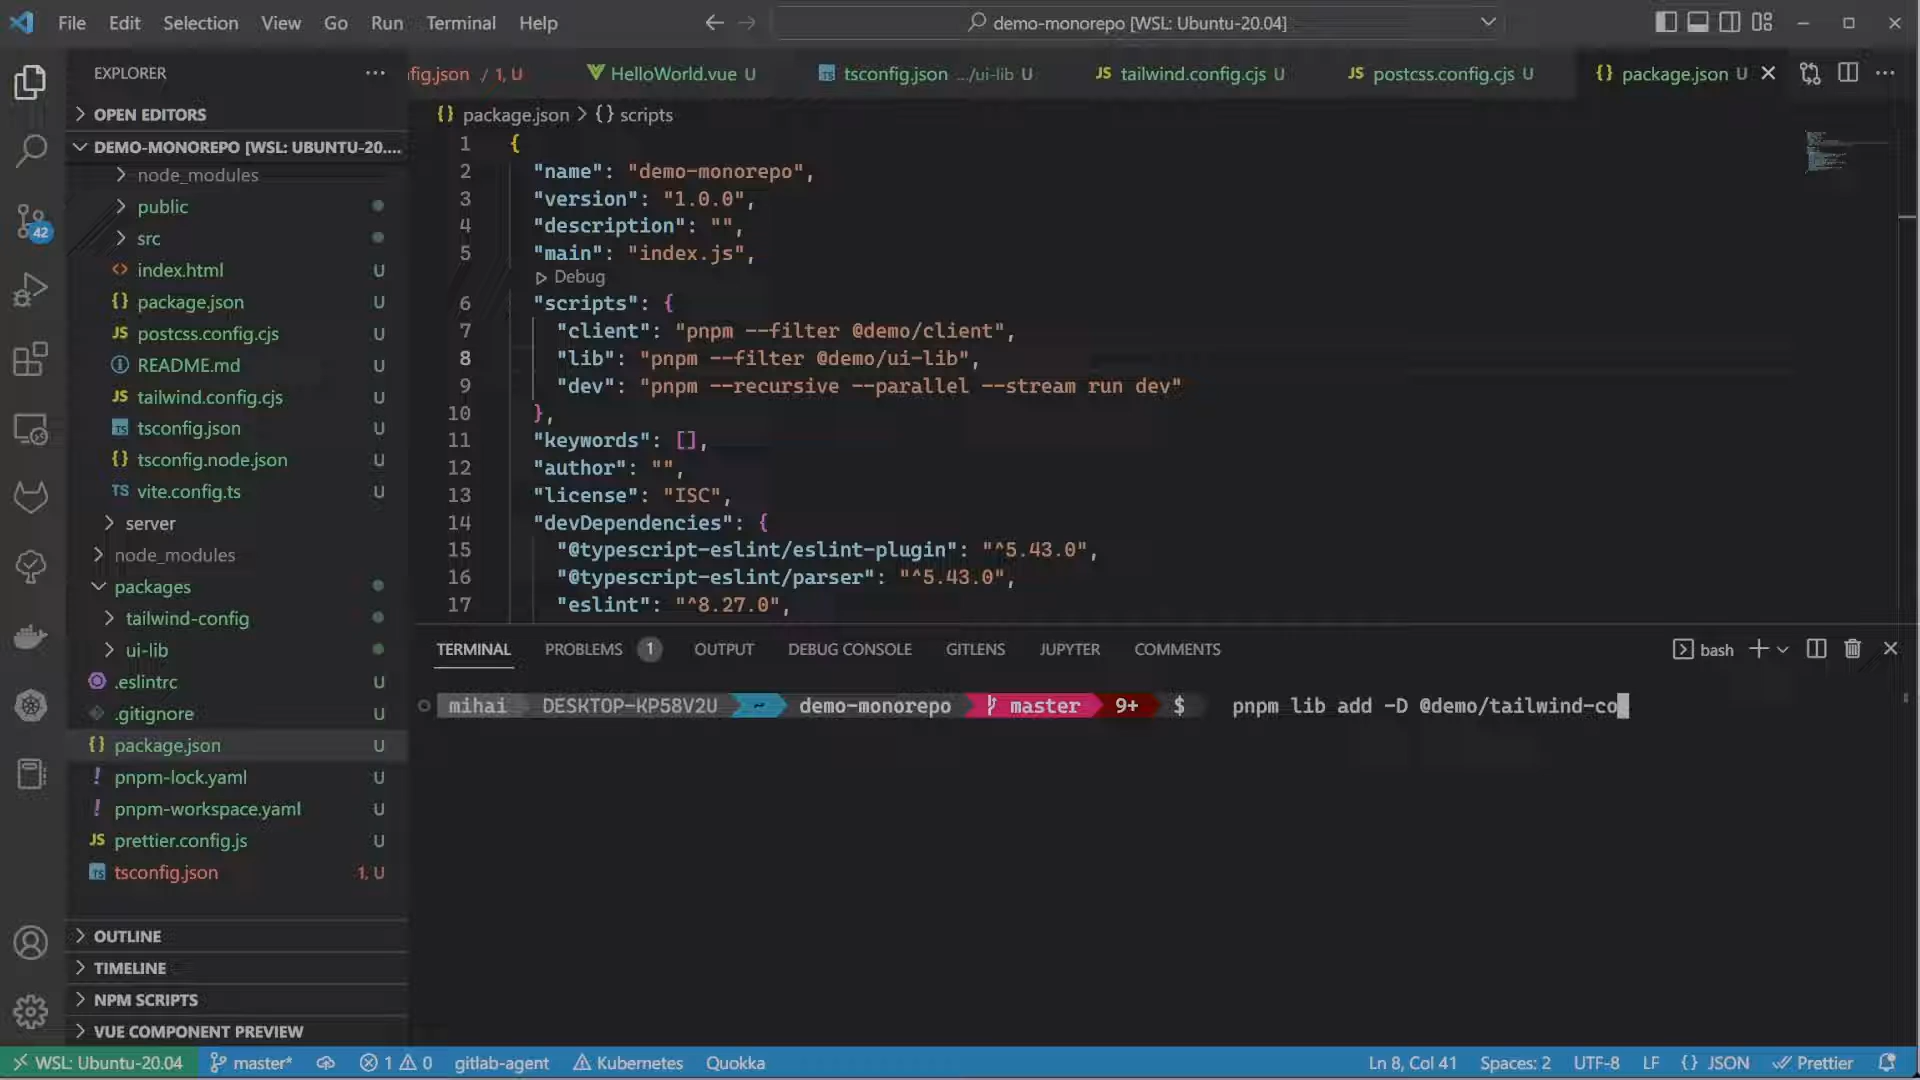 File Edit Selection View Go Run Terminal Help
demo-monorepo [WSL: Ubuntu-20.04]
EXPLORER
OPEN EDITORS
DEMO-MONOREPO [WSL: UBUNTU-20....
node_modules
public
src
index.html U
package.json U
postcss.config.cjs U
README.md U
tailwind.config.cjs U
tsconfig.json U
tsconfig.node.json U
vite.config.ts U
server
node_modules
packages
tailwind-config
ui-lib
.eslintrc U
.gitignore U
package.json U
pnpm-lock.yaml U
pnpm-workspace.yaml U
prettier.config.js U
tsconfig.json 1, U
OUTLINE
TIMELINE
NPM SCRIPTS
VUE COMPONENT PREVIEW
42
nfig.json / 1, U HelloWorld.vue U tsconfig.json .../ui-lib U tailwind.config.cjs U postcss.config.cjs U package.json U
package.json > {} scripts
1 {
2 "name": "demo-monorepo",
3 "version": "1.0.0",
4 "description": "",
5 "main": "index.js",
Debug
6 "scripts": {
7 "client": "pnpm --filter @demo/client",
8 "lib": "pnpm --filter @demo/ui-lib",
9 "dev": "pnpm --recursive --parallel --stream run dev"
10 },
11 "keywords": [],
12 "author": "",
13 "license": "ISC",
14 "devDependencies": {
15 "@typescript-eslint/eslint-plugin": "^5.43.0",
16 "@typescript-eslint/parser": "^5.43.0",
17 "eslint": "^8.27.0",
TERMINAL PROBLEMS 1 OUTPUT DEBUG CONSOLE GITLENS JUPYTER COMMENTS bash
mihai DESKTOP-KP58V2U ~ demo-monorepo master 9+ $ pnpm lib add -D @demo/tailwind-co
WSL: Ubuntu-20.04 master* 1 0 gitlab-agent Kubernetes Quokka Ln 8, Col 41 Spaces: 2 UTF-8 LF {} JSON Prettier